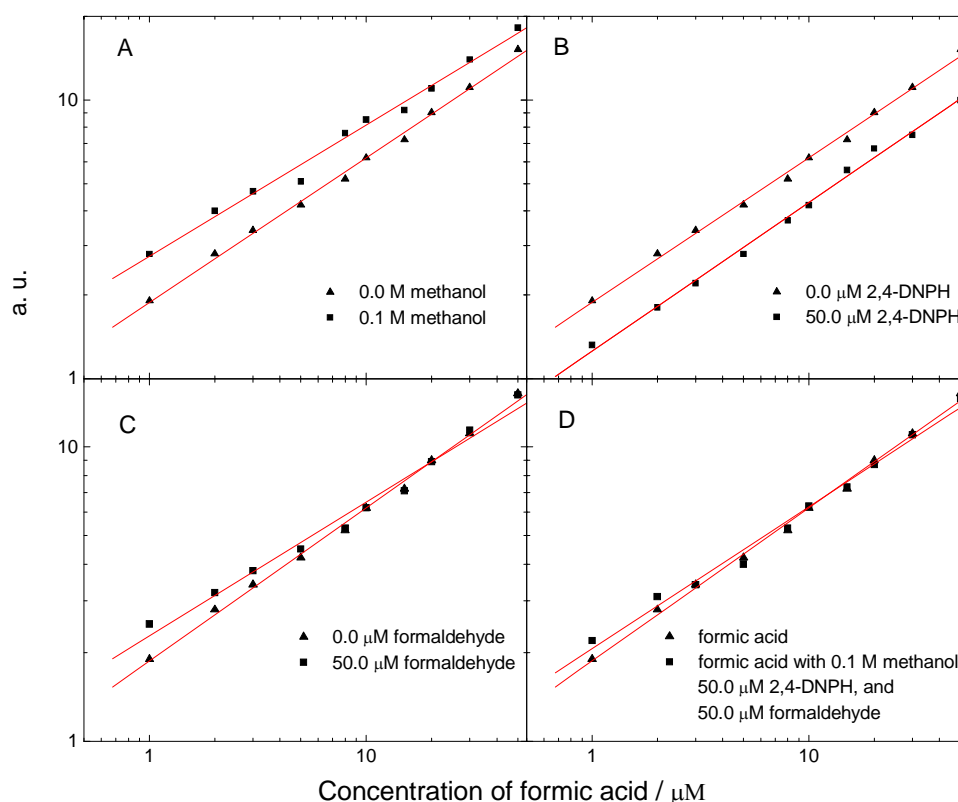 A
B
10
a. u.
0.0 M methanol
0.1 M methanol
0.0 μM 2,4-DNPH
50.0 μM 2,4-DNPH
1
C
D
10
0.0 μM formaldehyde
50.0 μM formaldehyde
formic acid
formic acid with 0.1 M methanol
50.0 μM 2,4-DNPH, and
50.0 μM formaldehyde
1
1
10
1
10
Concentration of formic acid / μM